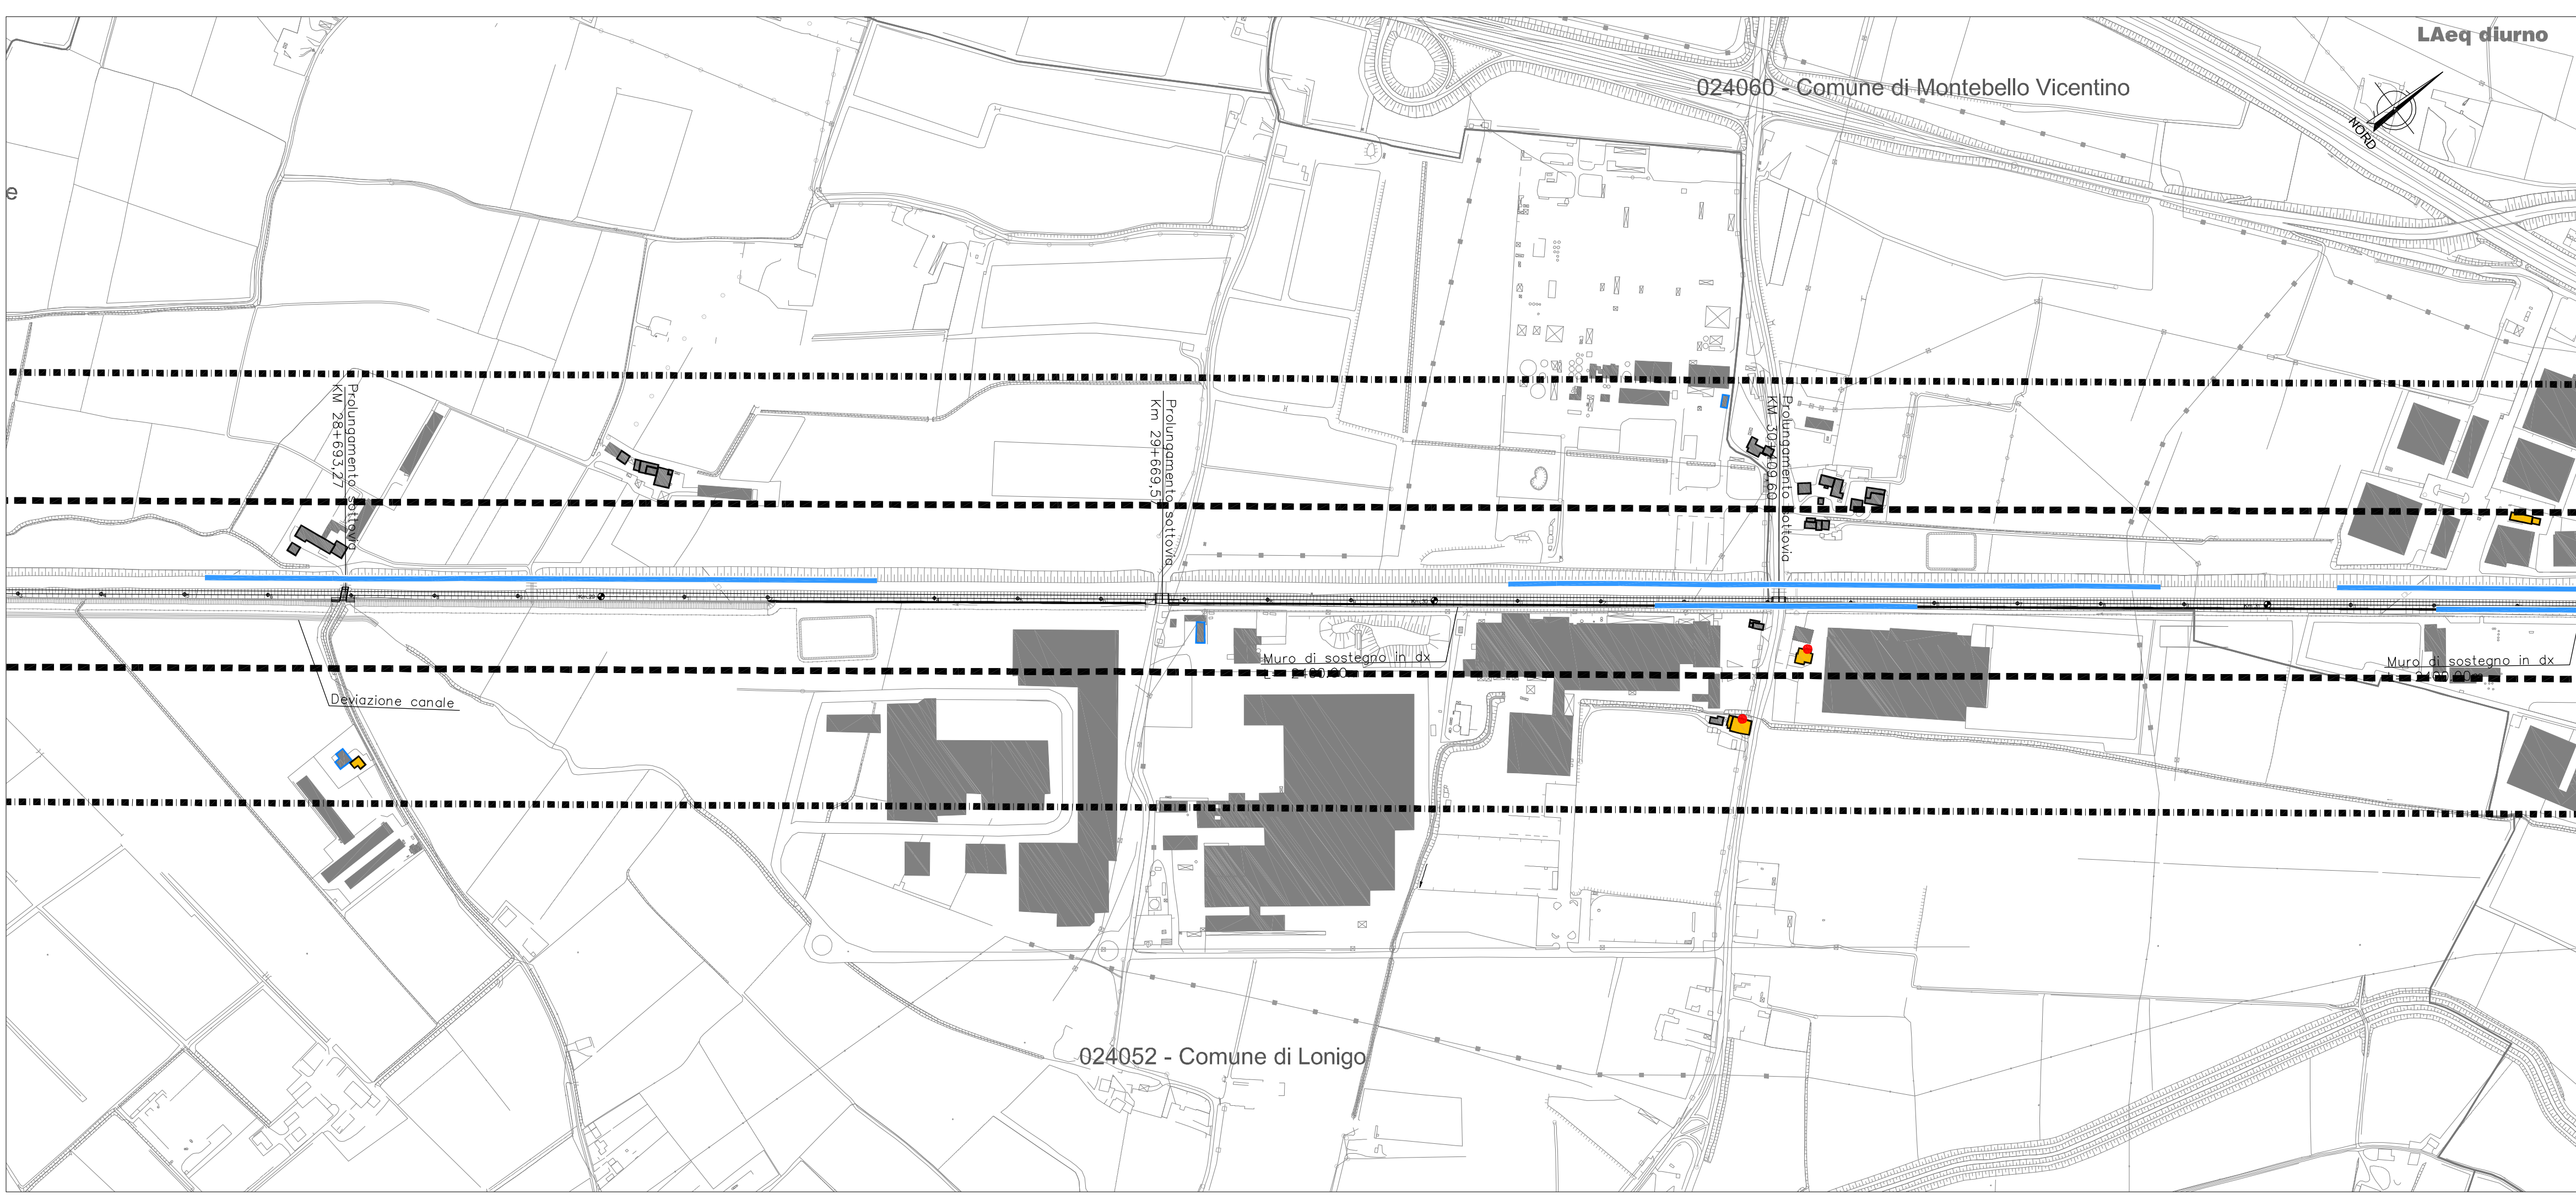 LAeq diurno
024060 - Comune di Montebello Vicentino
NORD
e
Prolungamento sottovia
KM 28+693,27
Prolungamento sottovia
Km 29+669,5
Prolungamento sottovia
KM 30+409,60
Muro di sostegno in dx
Muro di sostegno in dx
Deviazione canale
024052 - Comune di Lonigo